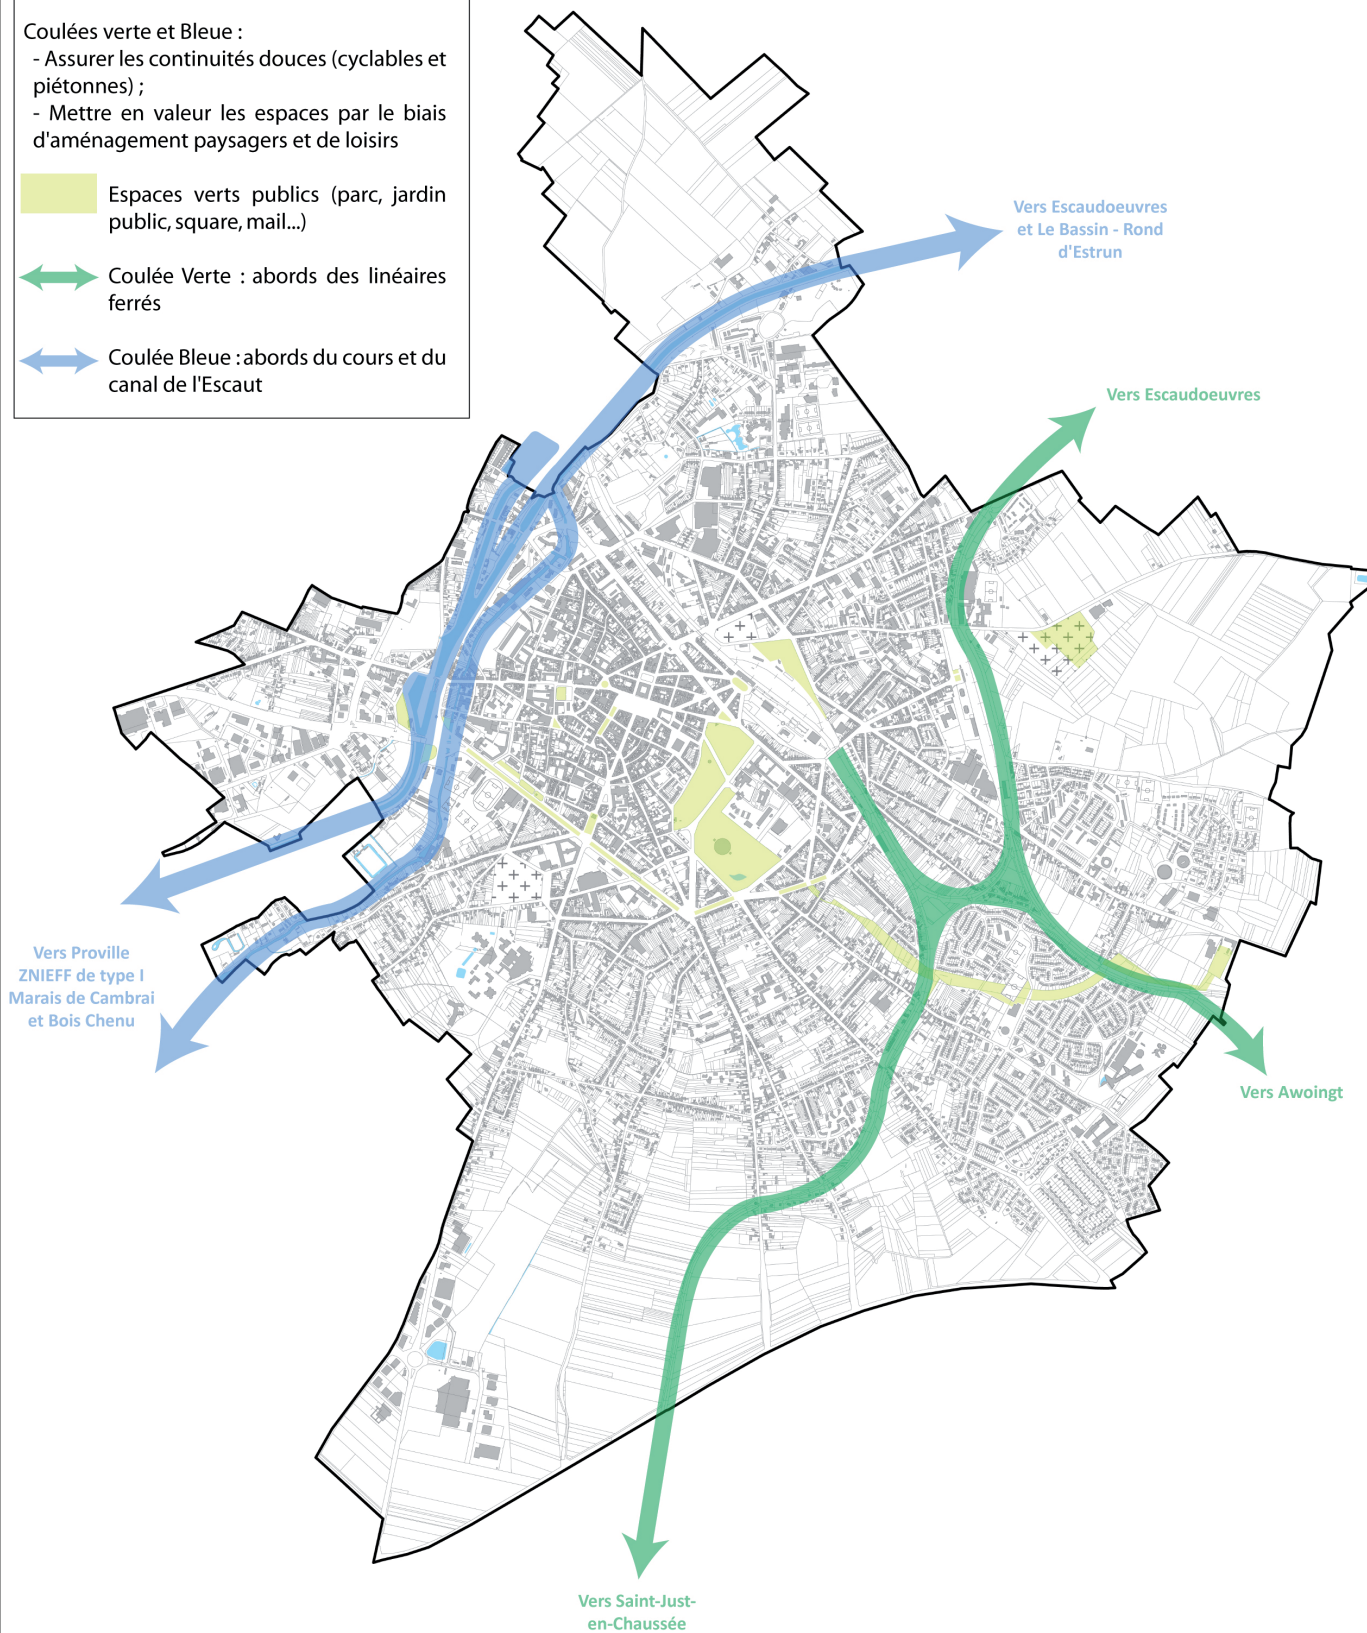 Coulées verte et Bleue :
- Assurer les continuités douces (cyclables et
piétonnes) ;
- Mettre en valeur les espaces par le biais
d'aménagement paysagers et de loisirs
Espaces verts publics (parc, jardin
public, square, mail...)
Coulée Verte : abords des linéaires
ferrés
Coulée Bleue : abords du cours et du
canal de l'Escaut
Vers Escaudoeuvres
et Le Bassin - Rond
d'Estrun
Vers Escaudoeuvres
Vers Proville
ZNIEFF de type I
Marais de Cambrai
et Bois Chenu
Vers Awoingt
Vers Saint-Just-
en-Chaussée